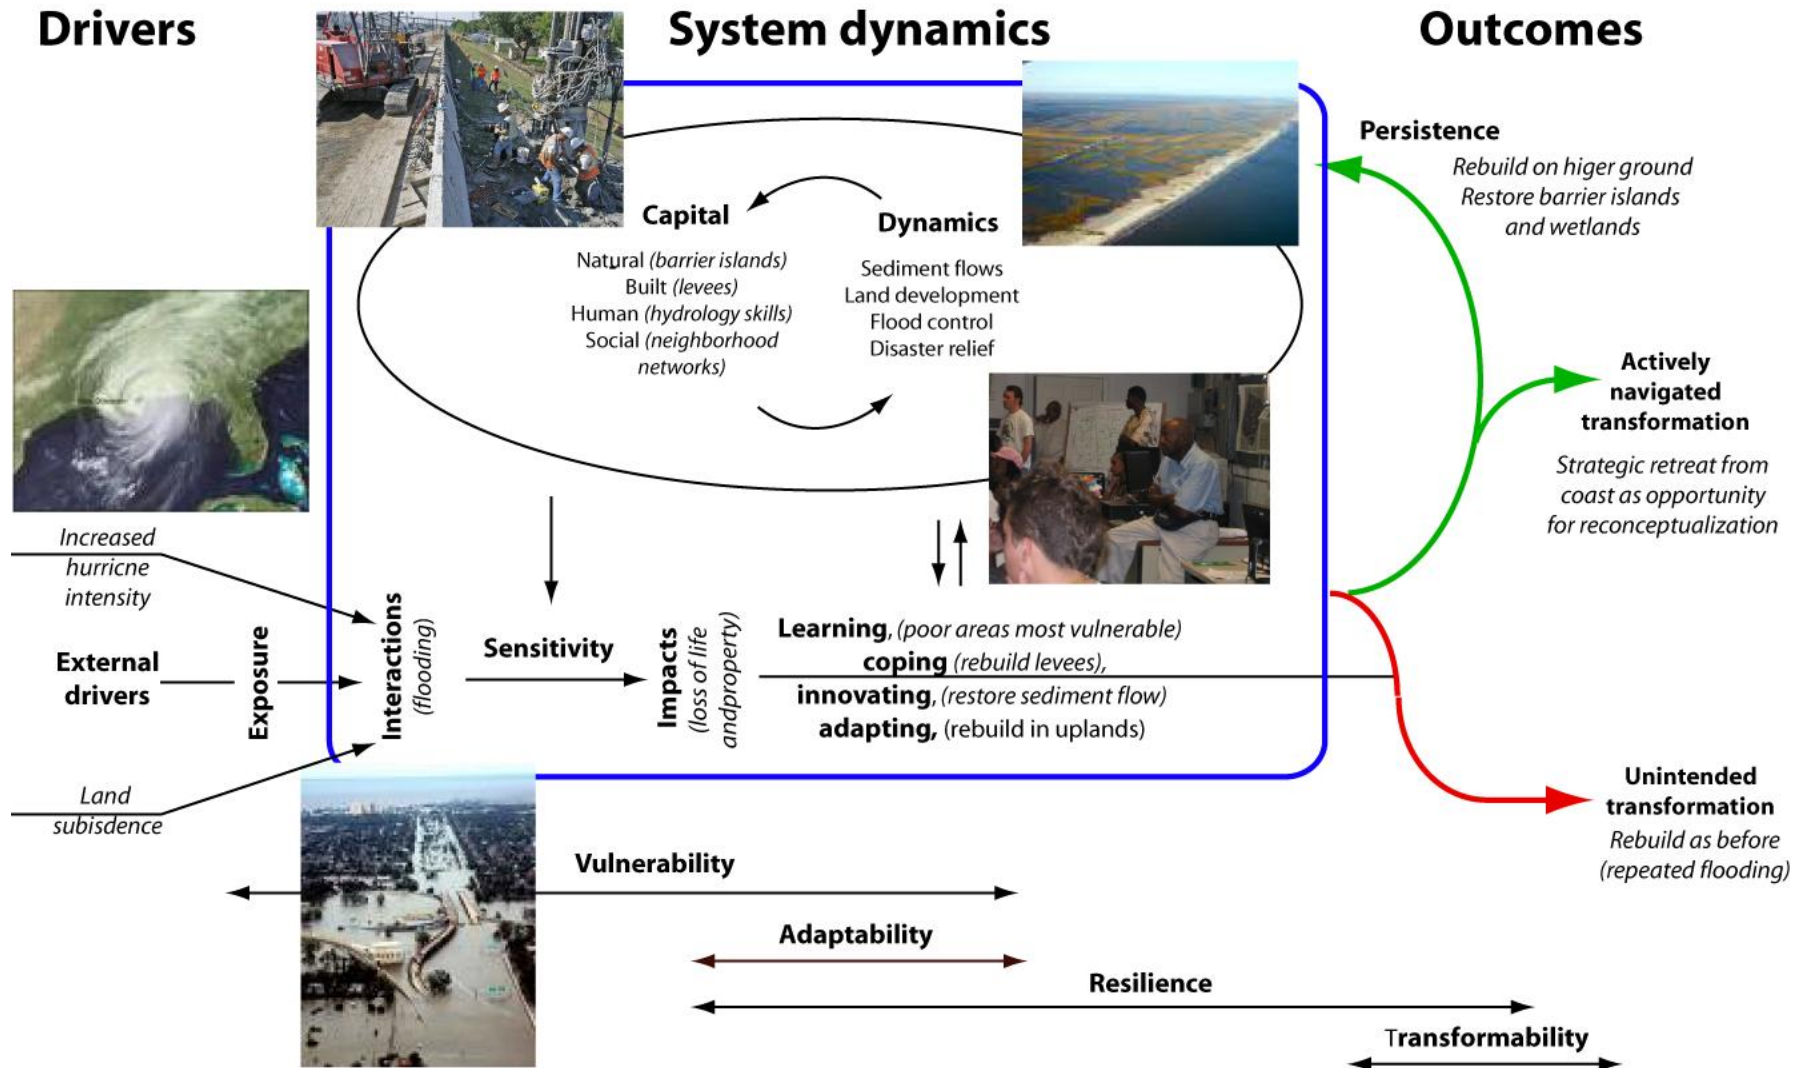 Drivers
System dynamics
Outcomes
Capital
Natural (barrier islands)
Built (levees)
Human (hydrology skills)
Social (neighborhood
networks)
Dynamics
Sediment flows
Land development
Flood control
Disaster relief
Increased
hurricne
intensity
External
drivers
Land
subisdence
Exposure
Interactions
(flooding)
Sensitivity
Impacts
(loss of life
andproperty)
Learning, (poor areas most vulnerable)
coping (rebuild levees),
innovating, (restore sediment flow)
adapting, (rebuild in uplands)
Persistence
Rebuild on higer ground
Restore barrier islands
and wetlands
Actively
navigated
transformation
Strategic retreat from
coast as opportunity
for reconceptualization
Unintended
transformation
Rebuild as before
(repeated flooding)
Vulnerability
Adaptability
Resilience
Transformability